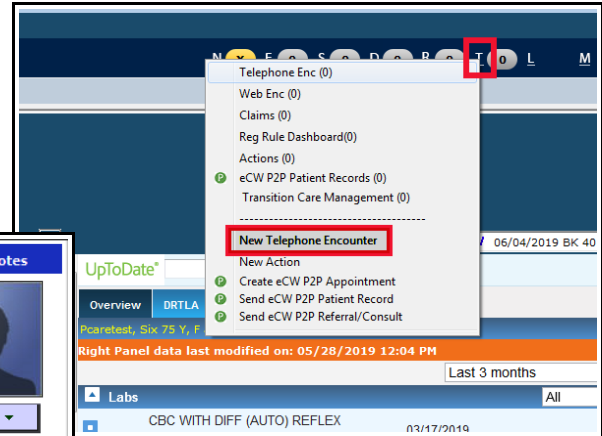 N F S D R T 0 L M
Telephone Enc (0)
Web Enc (0)
Claims (0)
Reg Rule Dashboard(0)
Actions (0)
P eCW P2P Patient Records (0)
Transition Care Management (0)
----------------------------------------
New Telephone Encounter
New Action
P Create eCW P2P Appointment
P Send eCW P2P Patient Record
P Send eCW P2P Referral/Consult
06/04/2019 BK 40
otes
UpToDate®
Overview DRTLA
Pcaretest, Six 75 Y, F
Right Panel data last modified on: 05/28/2019 12:04 PM
Last 3 months
Labs
All
CBC WITH DIFF (AUTO) REFLEX
03/17/2019